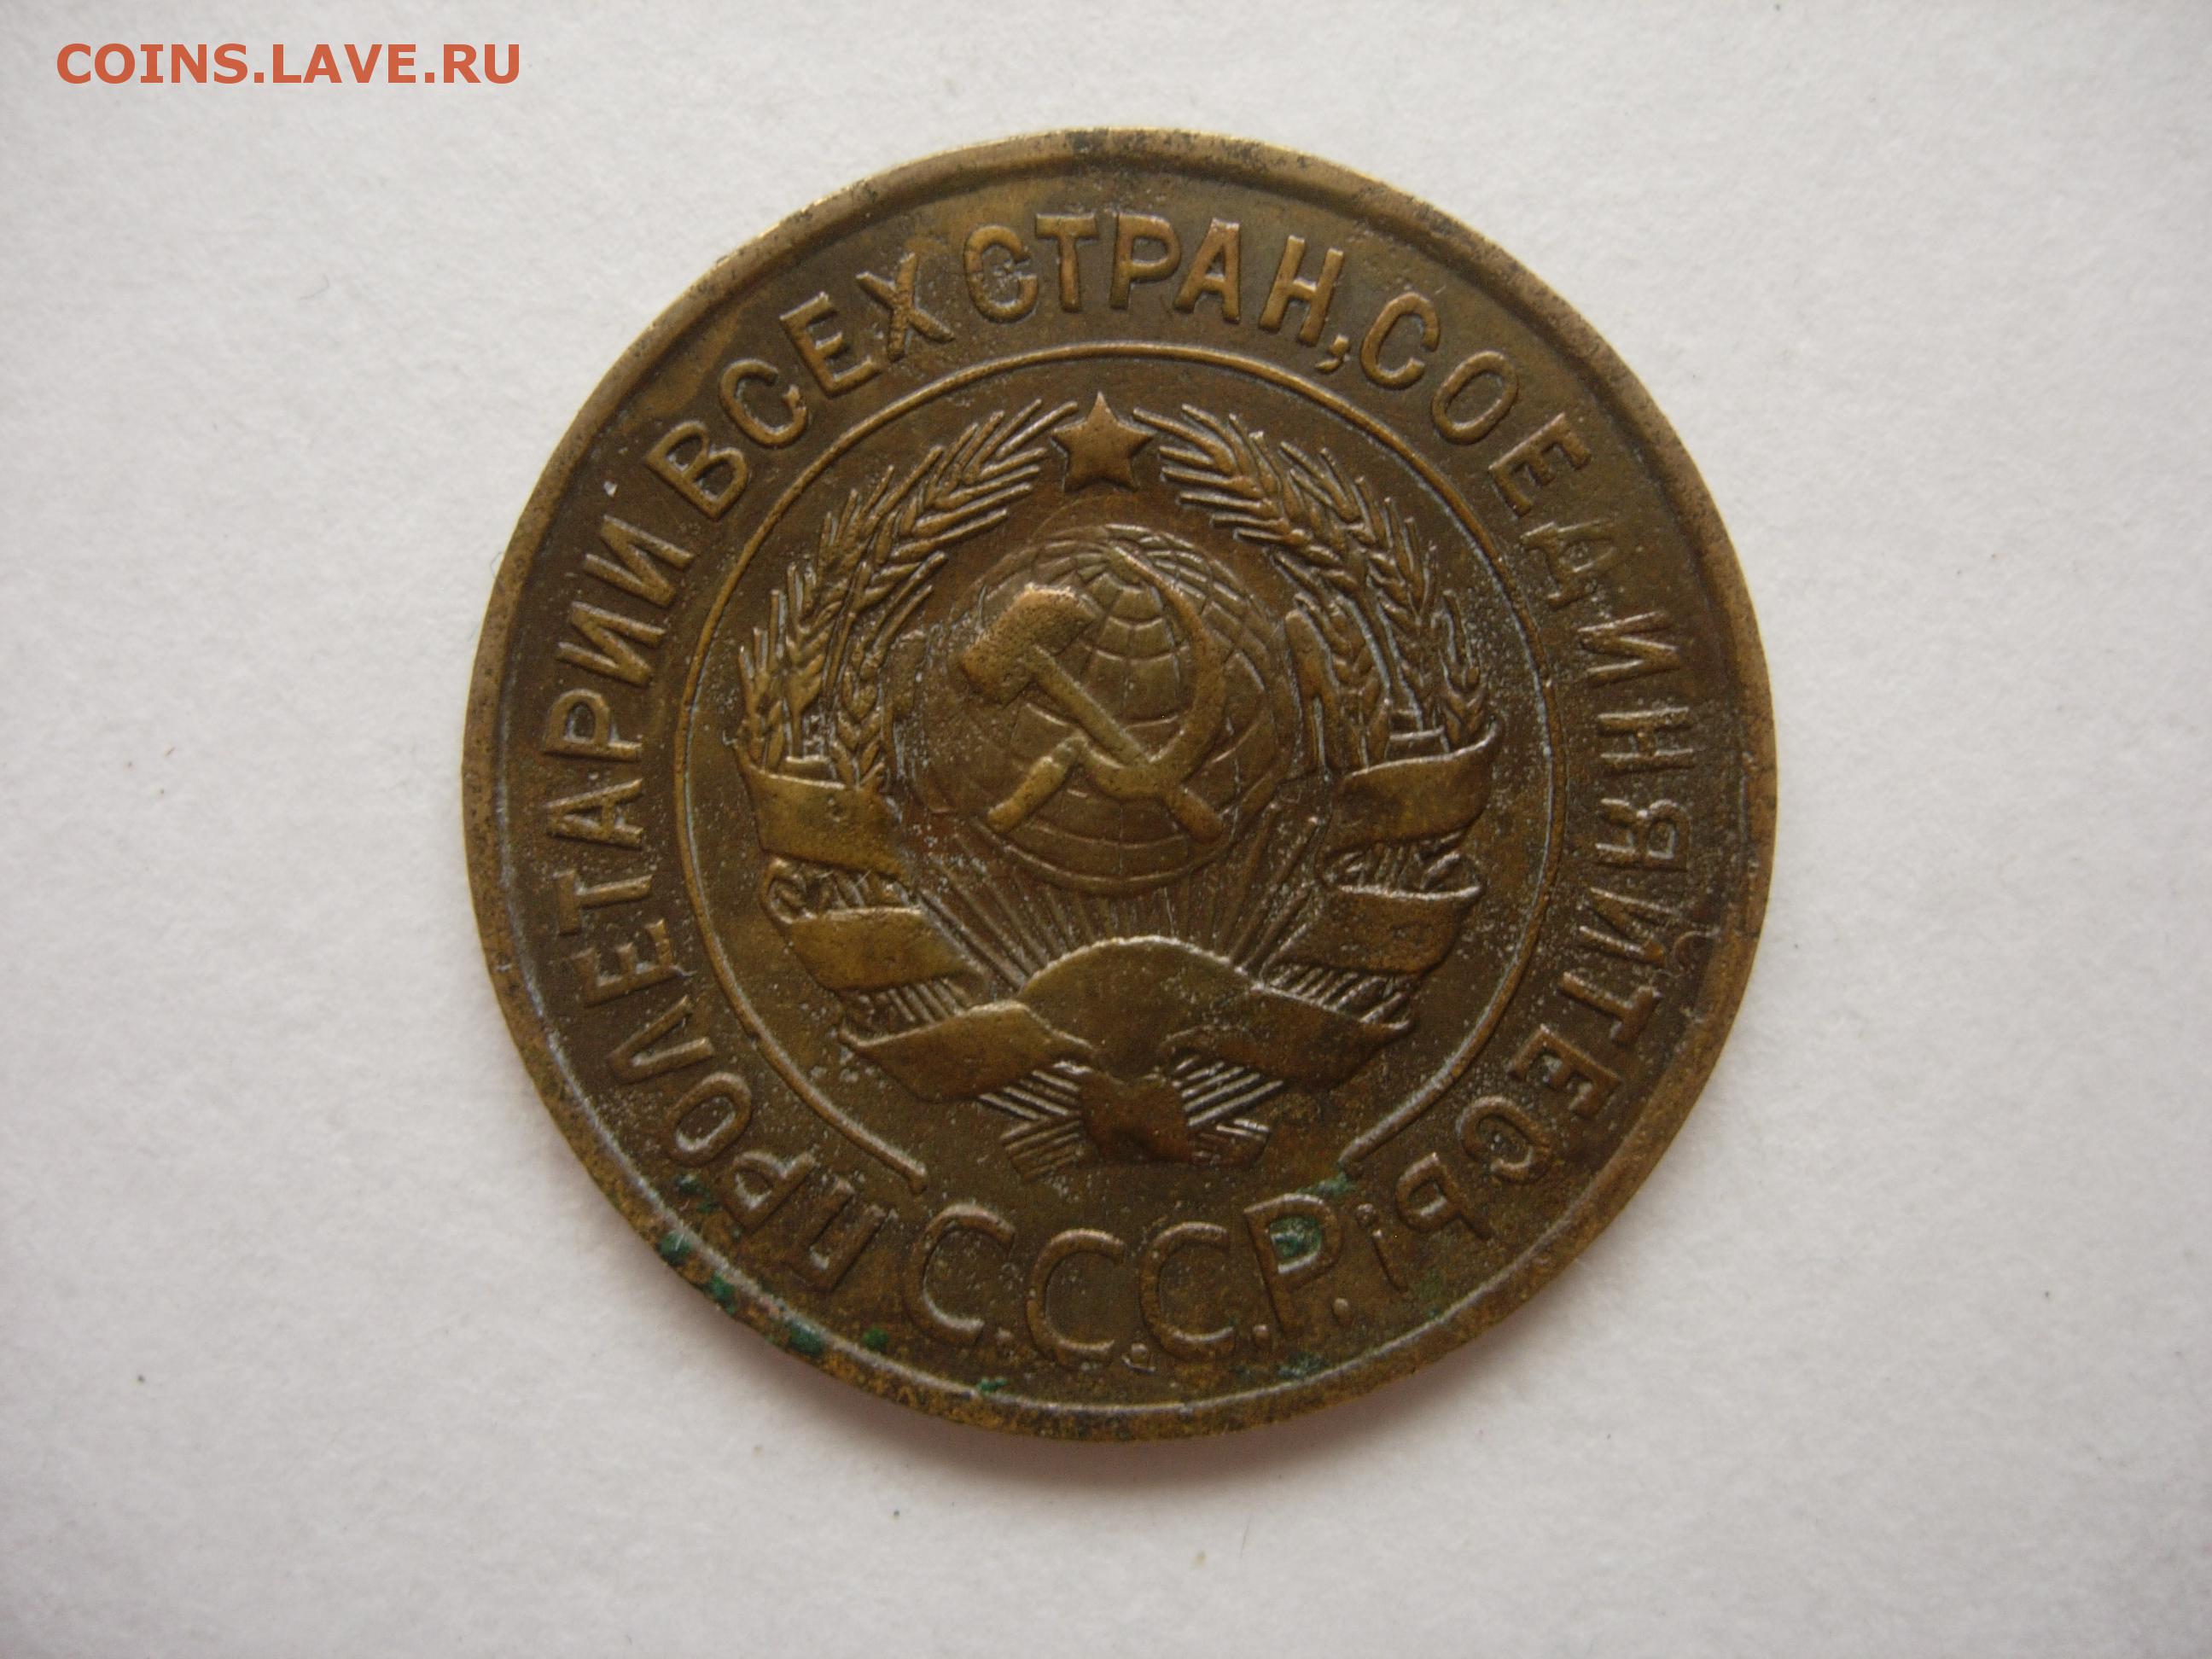 COINS.LAVE.RU
ПРОЛЕТАРИИ ВСЕХ СТРАН, СОЕДИНЯЙТЕСЬ!
С.С.С.Р.